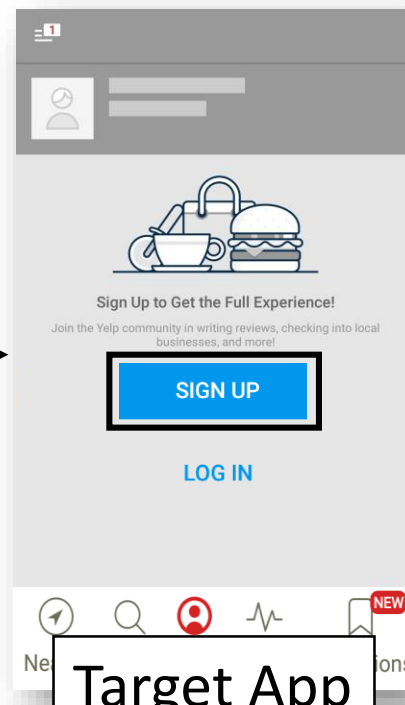 1
Sign Up to Get the Full Experience!
Join the Yelp community in writing reviews, checking into local
businesses, and more!
SIGN UP
LOG IN
NEW
Target App